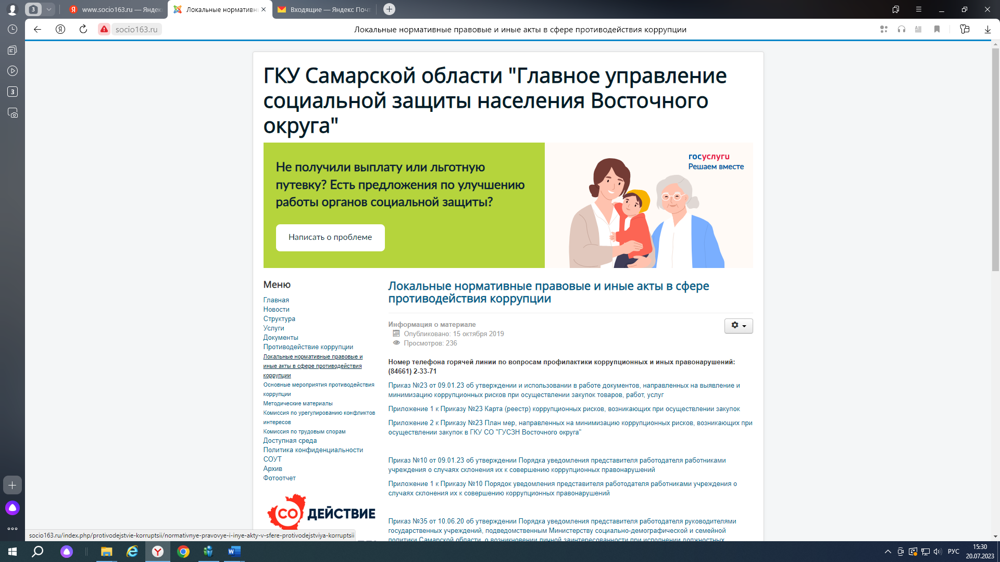 3
www.socio163.ru — Яндекс
Локальные нормативн
Входящие — Яндекс Поч
socio163.ru
Локальные нормативные правовые и иные акты в сфере противодействия коррупции
3
ГКУ Самарской области "Главное управление
социальной защиты населения Восточного
округа"
Не получили выплату или льготную
путевку? Есть предложения по улучшению
работы органов социальной защиты?
Написать о проблеме
госуслуги
Решаем вместе
Меню
Главная
Новости
Структура
Услуги
Документы
Противодействие коррупции
Локальные нормативные правовые и
иные акты в сфере противодействия
коррупции
Основные мероприятия противодействия
коррупции
Методические материалы
Комиссия по урегулированию конфликтов
интересов
Комиссия по трудовым спорам
Доступная среда
Политика конфиденциальности
СОУТ
Архив
Фотоотчет
СО ДЕЙСТВИЕ
Локальные нормативные правовые и иные акты в сфере
противодействия коррупции
Информация о материале
Опубликовано: 15 октября 2019
Просмотров: 236
Номер телефона горячей линии по вопросам профилактики коррупционных и иных правонарушений:
(84661) 2-33-71
Приказ №23 от 09.01.23 об утверждении и использовании в работе документов, направленных на выявление и
минимизацию коррупционных рисков при осуществлении закупок товаров, работ, услуг
Приложение 1 к Приказу №23 Карта (реестр) коррупционных рисков, возникающих при осуществлении закупок
Приложение 2 к Приказу №23 План мер, направленных на минимизацию коррупционных рисков, возникающих при
осуществлении закупок в ГКУ СО "ГУСЗН Восточного округа"
Приказ №10 от 09.01.23 об утверждении Порядка уведомления представителя работодателя работниками
учреждения о случаях склонения их к совершению коррупционных правонарушений
Приложение 1 к Приказу №10 Порядок уведомления представителя работодателя работниками учреждения о
случаях склонения их к совершению коррупционных правонарушений
Приказ №35 от 10.06.20 об утверждении Порядка уведомления представителя работодателя руководителями
государственных учреждений, подведомственным Министерству социально-демографической и семейной
политики Самарской области, о возникновении личной заинтересованности при исполнении должностных
socio163.ru/index.php/protivodejstvie-korruptsii/normativnye-pravovye-i-inye-akty-v-sfere-protivodejstviya-korruptsii
РУС
15:30
20.07.2023